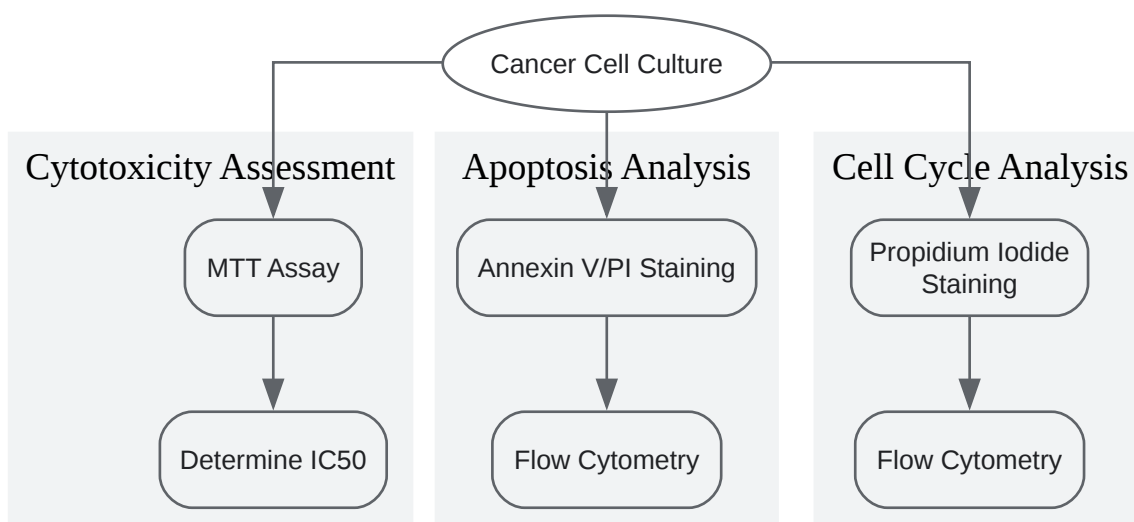 Cancer Cell Culture
Cytotoxicity Assessment
Apoptosis Analysis
Cell Cycle Analysis
MTT Assay
Annexin V/PI Staining
Propidium Iodide
Staining
Determine IC50
Flow Cytometry
Flow Cytometry